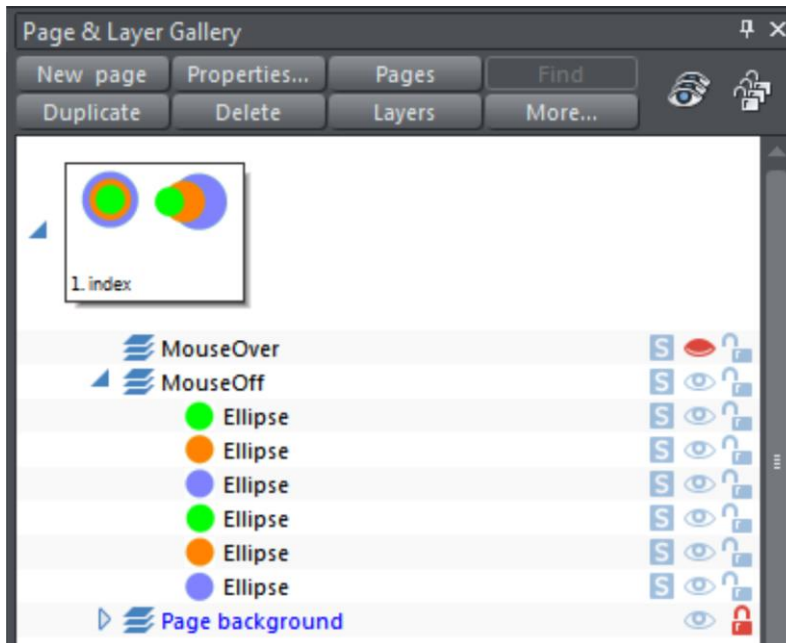 Page & Layer Gallery
New page Properties... Pages Find
Duplicate Delete Layers More...
1. index
MouseOver S
MouseOff S
Ellipse S
Ellipse S
Ellipse S
Ellipse S
Ellipse S
Ellipse S
Page background